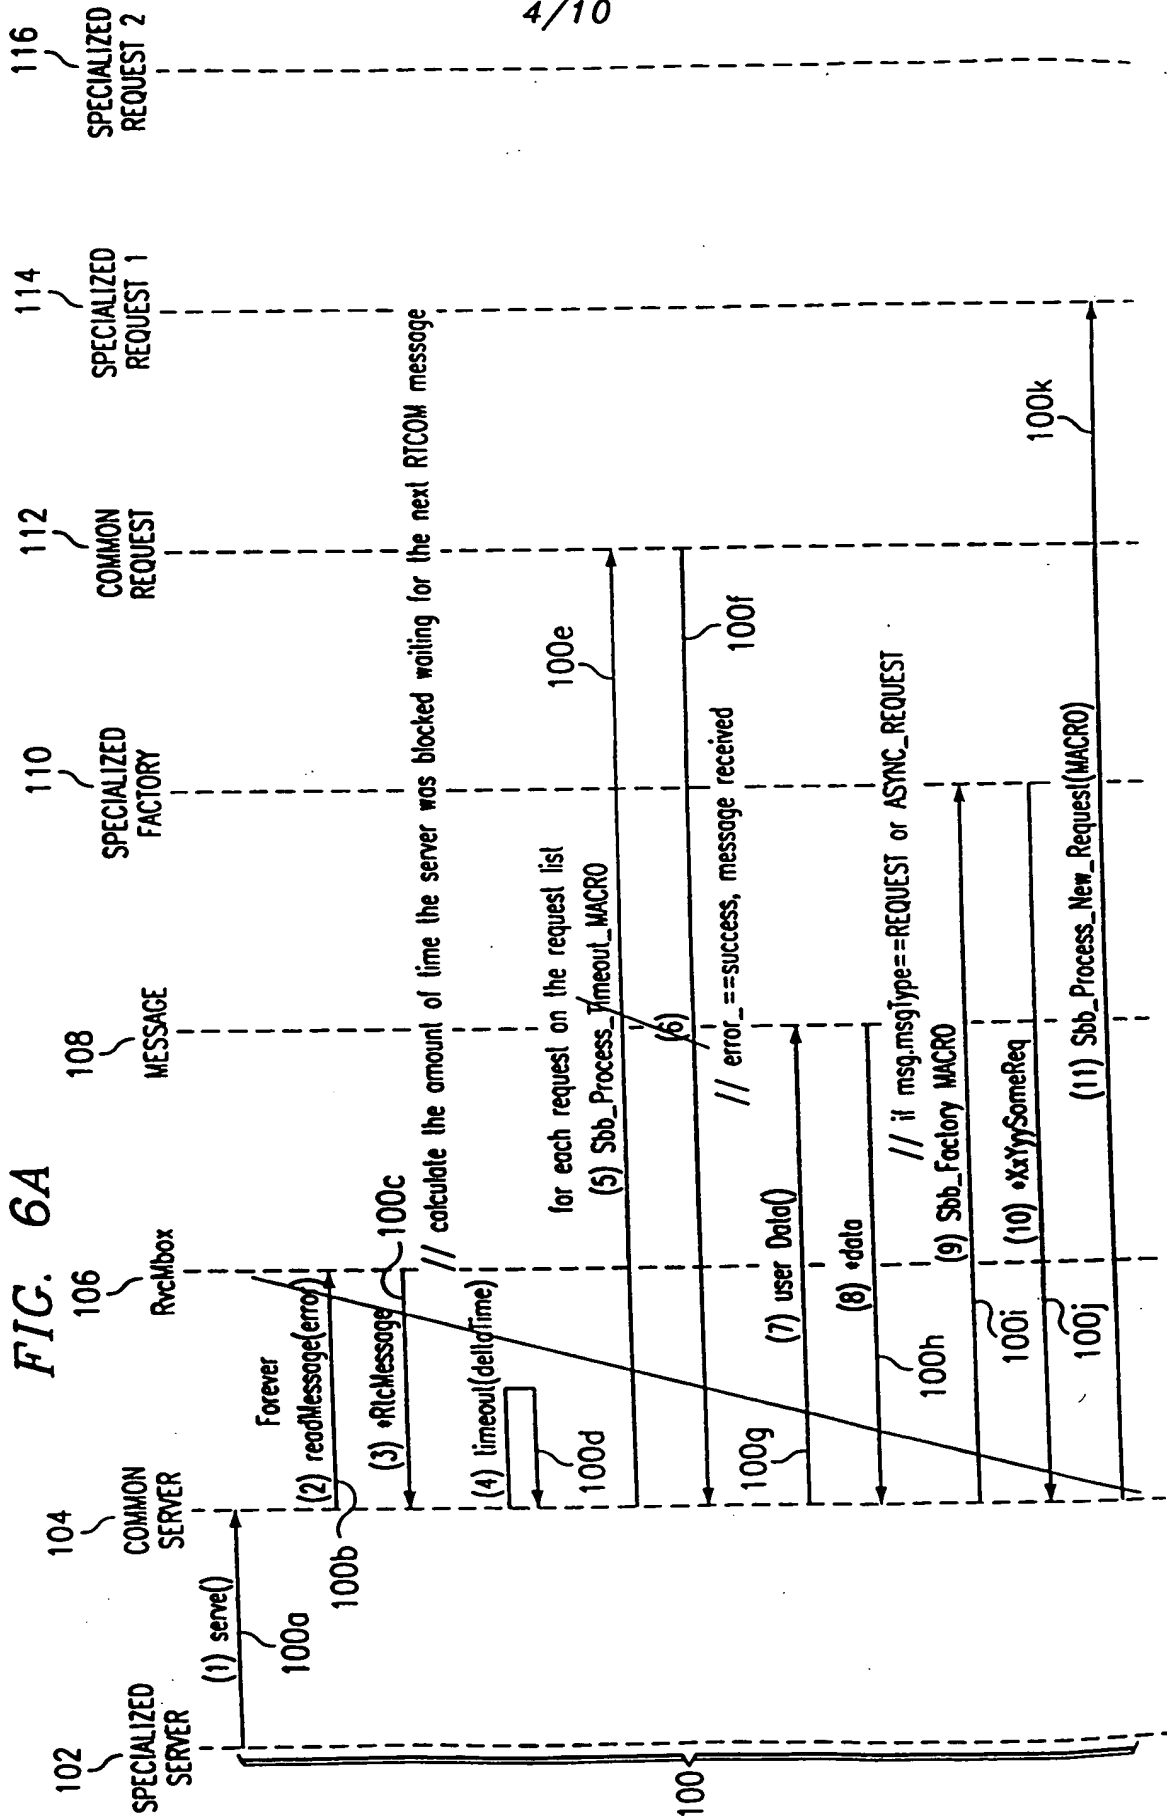 4/10
FIG. 6A
102
SPECIALIZED
SERVER
104
COMMON
SERVER
106
RvcMbox
108
MESSAGE
110
SPECIALIZED
FACTORY
112
COMMON
REQUEST
114
SPECIALIZED
REQUEST 1
116
SPECIALIZED
REQUEST 2
100
(1) serve()
100a
Forever
(2) readMessage(error)
100b
(3) *RtcMessage
100c
// calculate the amount of time the server was blocked waiting for the next RTCOM message
(4) timeout(deltaTime)
100d
for each request on the request list
(5) Sbb_Process_Timeout_MACRO
100e
(6)
100f
// error_==success, message received
(7) user Data()
100g
(8) *data
100h
// if msg.msgType==REQUEST or ASYNC_REQUEST
(9) Sbb_Factory MACRO
100i
(10) *XxYySomeReq
100j
(11) Sbb_Process_New_Request(MACRO)
100k